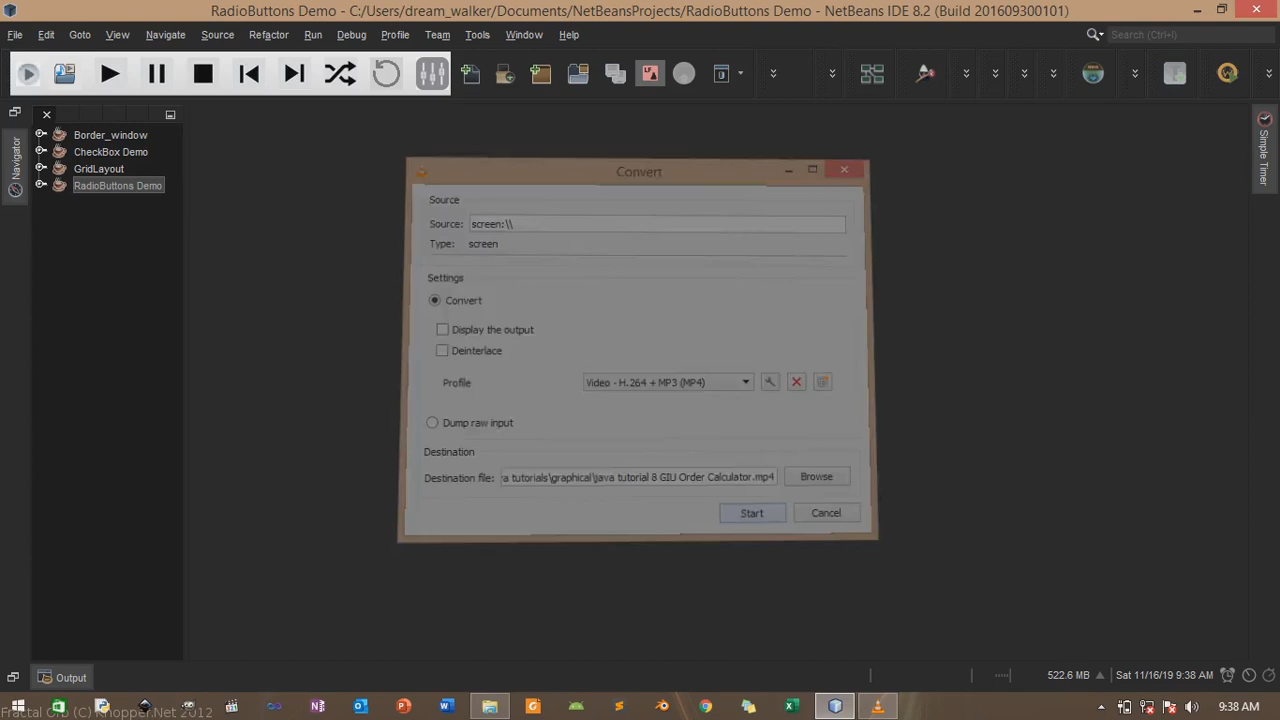 RadioButtons Demo - C:/Users/dream_walker/Documents/NetBeansProjects/RadioButtons Demo - NetBeans IDE 8.2 (Build 201609300101)
File Edit Goto View Navigate Source Refactor Run Debug Profile Team Tools Window Help
Search (Ctrl+I)
Navigator
Border_window
CheckBox Demo
GridLayout
RadioButtons Demo
Simple Timer
Convert
Source
Source: screen:\\
Type: screen
Settings
Convert
Display the output
Deinterlace
Profile Video - H.264 + MP3 (MP4)
Dump raw input
Destination
Destination file: va tutorials\graphical\java tutorial 8 GIU Order Calculator.mp4 Browse
Start Cancel
Output
522.6 MB Sat 11/16/19 9:38 AM
Fractal Orb (C) Knopper.Net 2012
9:38 AM